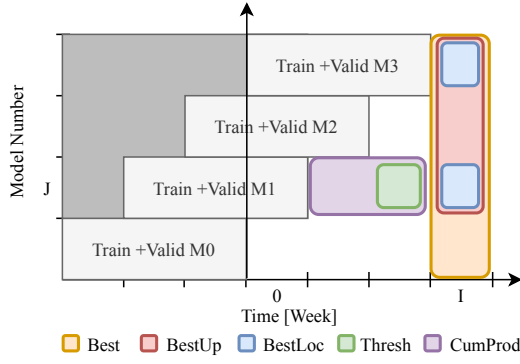 Train +Valid M3
Train +Valid M2
Train +Valid M1
Train +Valid M0
Model Number
J
0
I
Time [Week]
Best
BestUp
BestLoc
Thresh
CumProd